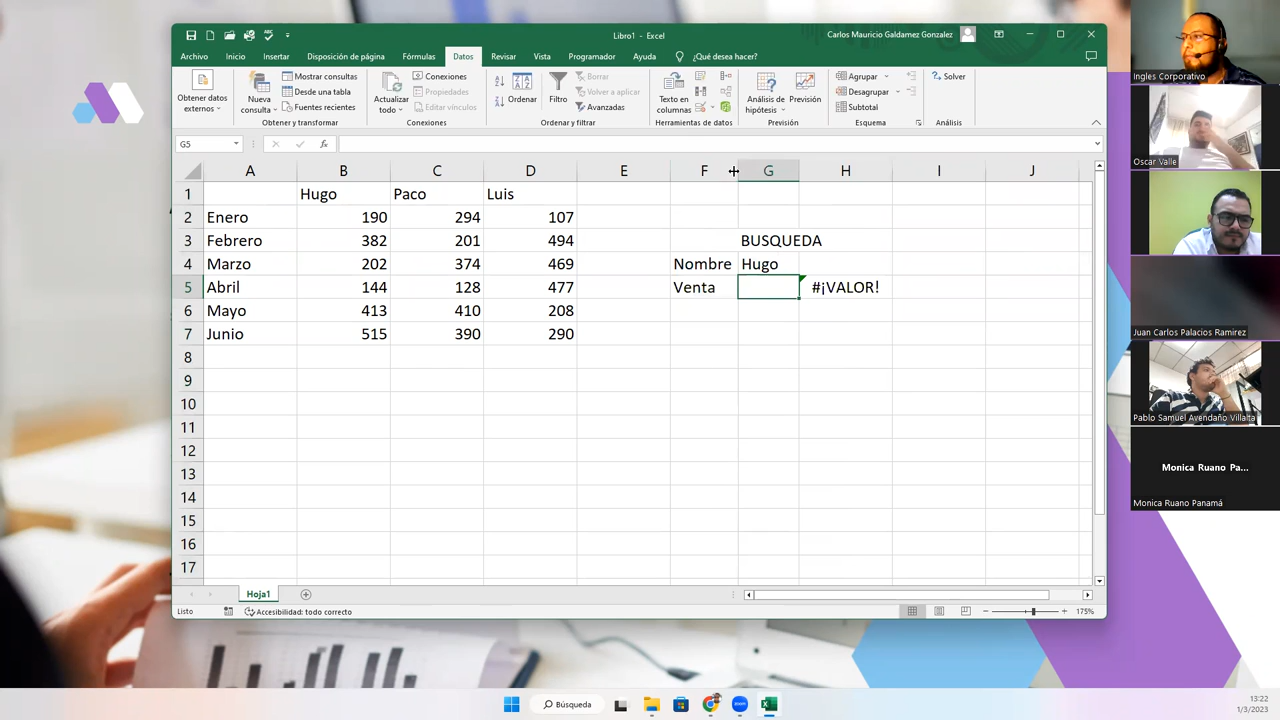 Libro1 - Excel
Carlos Mauricio Galdamez Gonzalez
Archivo Inicio Insertar Disposición de página Fórmulas Datos Revisar Vista Programador Ayuda ¿Qué desea hacer?
Obtener datos externos
Nueva consulta
Mostrar consultas
Desde una tabla
Fuentes recientes
Obtener y transformar
Actualizar todo
Conexiones
Propiedades
Editar vínculos
Conexiones
Ordenar
Filtro
Borrar
Volver a aplicar
Avanzadas
Ordenar y filtrar
Texto en columnas
Herramientas de datos
Análisis de hipótesis
Previsión
Previsión
Agrupar
Desagrupar
Subtotal
Esquema
Solver
Análisis
G5
fx
A B C D E F G H I J
1 Hugo Paco Luis
2 Enero 190 294 107
3 Febrero 382 201 494 BUSQUEDA
4 Marzo 202 374 469 Nombre Hugo
5 Abril 144 128 477 Venta #¡VALOR!
6 Mayo 413 410 208
7 Junio 515 390 290
8
9
10
11
12
13
14
15
16
17
Hoja1
Listo
Accesibilidad: todo correcto
175%
Ingles Corporativo
Oscar Valle
Juan Carlos Palacios Ramirez
Pablo Samuel Avendaño Villalta
Monica Ruano Pa...
Monica Ruano Panamá
Búsqueda
zoom
13:22
1/3/2023